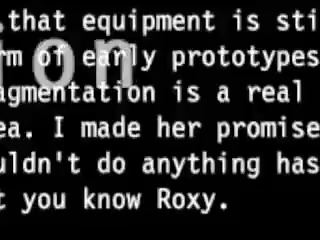 that equipment is sti
rm of early prototypes
agmentation is a real
ea. I made her promise
uldn't do anything has
t you know Roxy.
ion